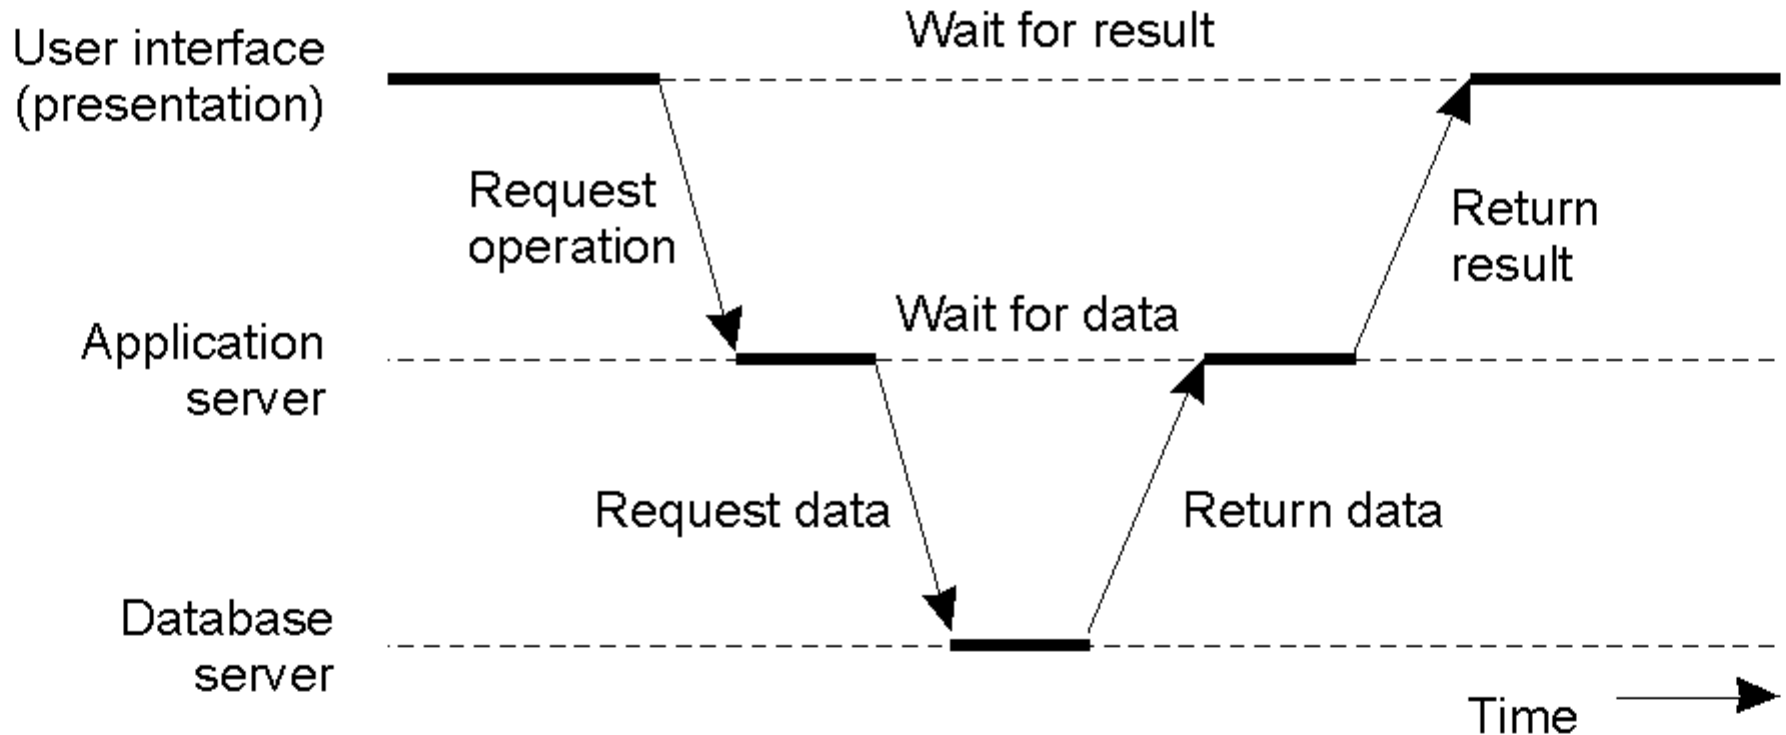 Wait for result
User interface
(presentation)
Request
operation
Return
result
Wait for data
Application
server
Request data
Return data
Database
server
Time